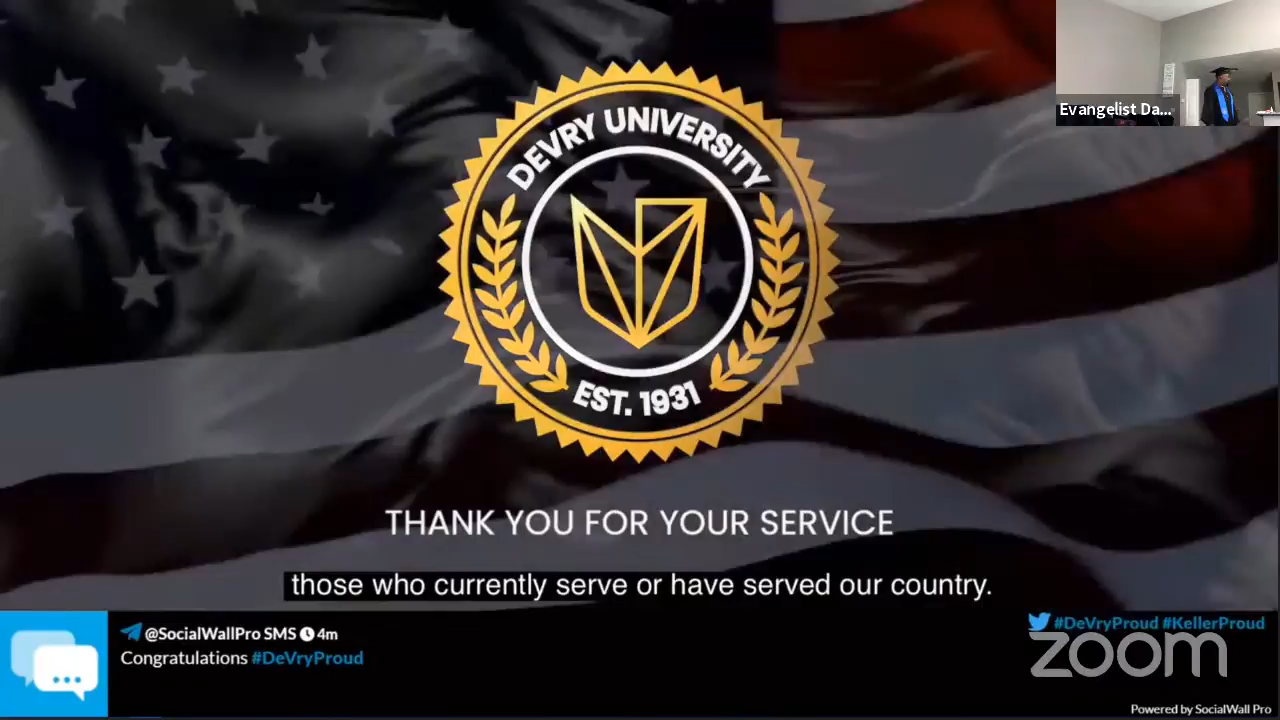 Evangelist Da...
DEVRY UNIVERSITY
EST. 1931
THANK YOU FOR YOUR SERVICE
those who currently serve or have served our country.
@SocialWallPro SMS 4m
Congratulations #DeVryProud
#DeVryProud #KellerProud
zoom
Powered by SocialWall Pro